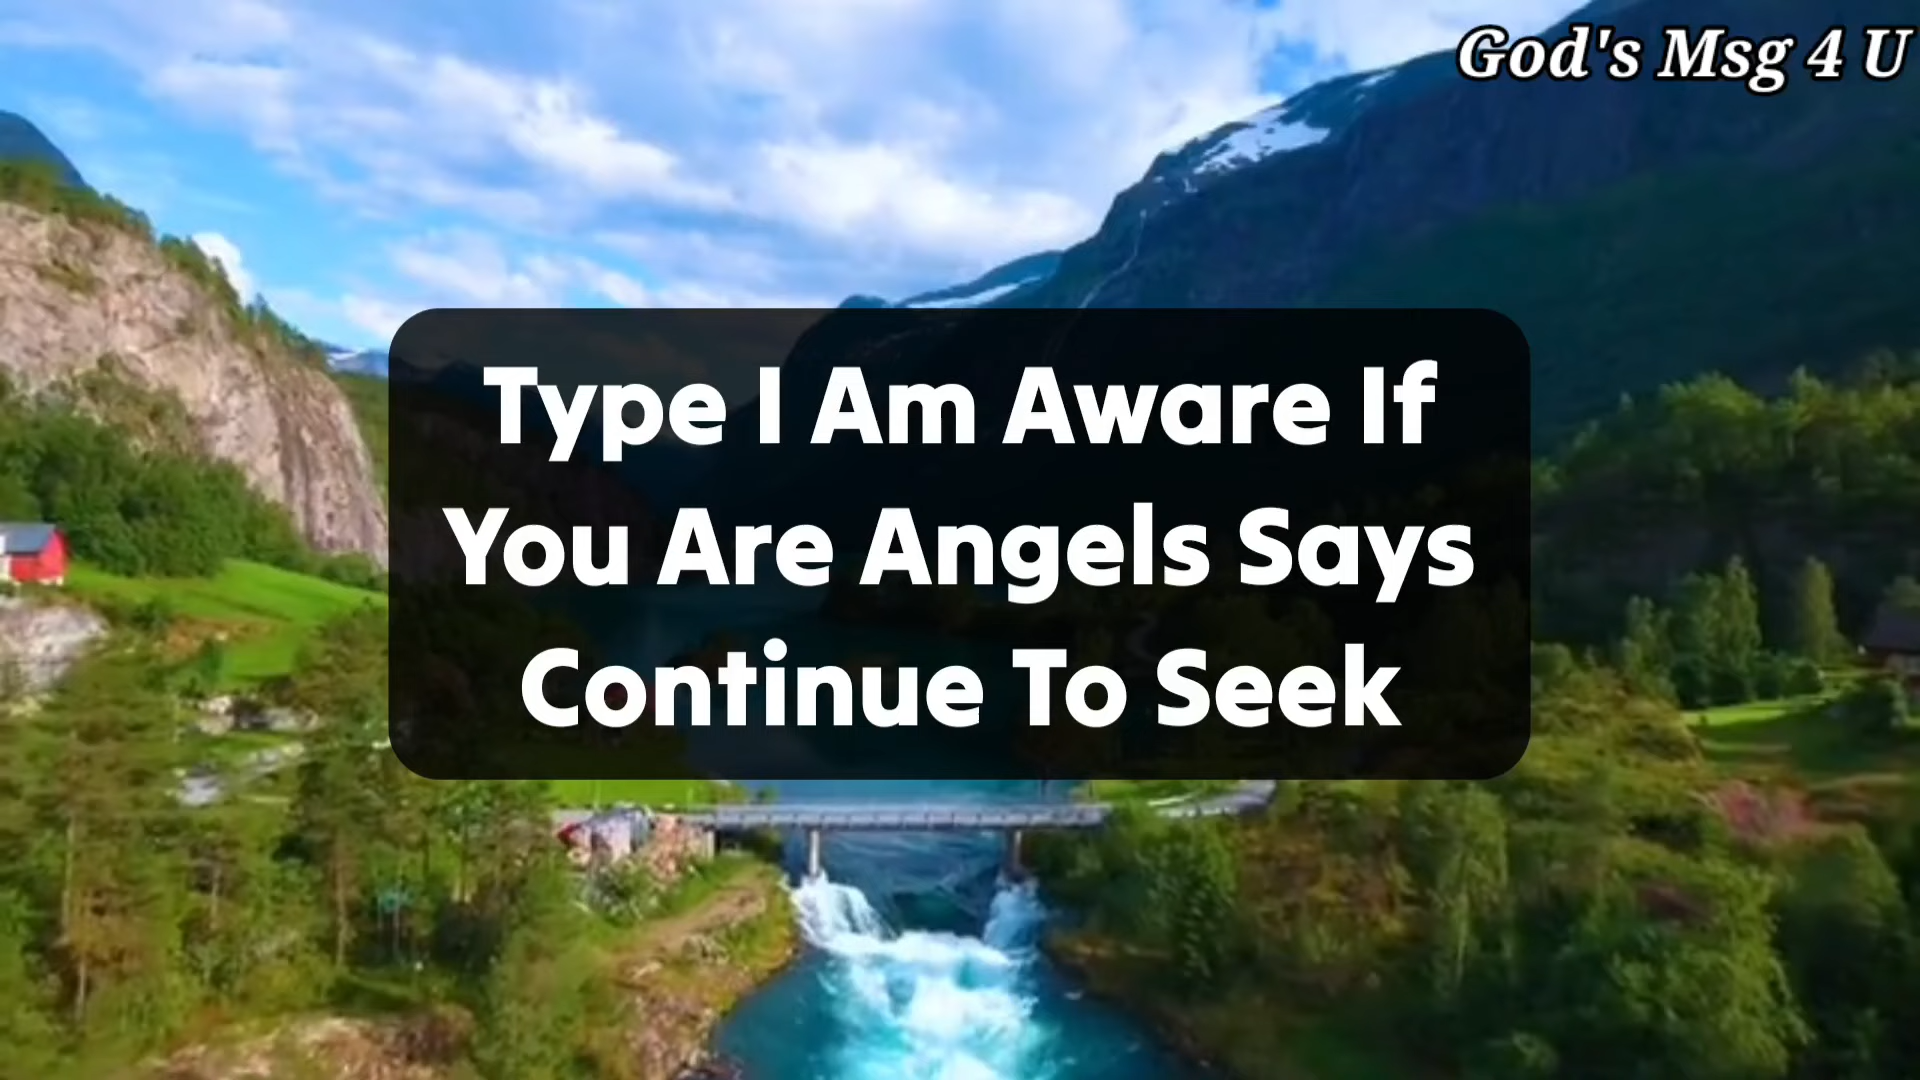 God's Msg 4 U
Type I Am Aware If
You Are Angels Says
Continue To Seek